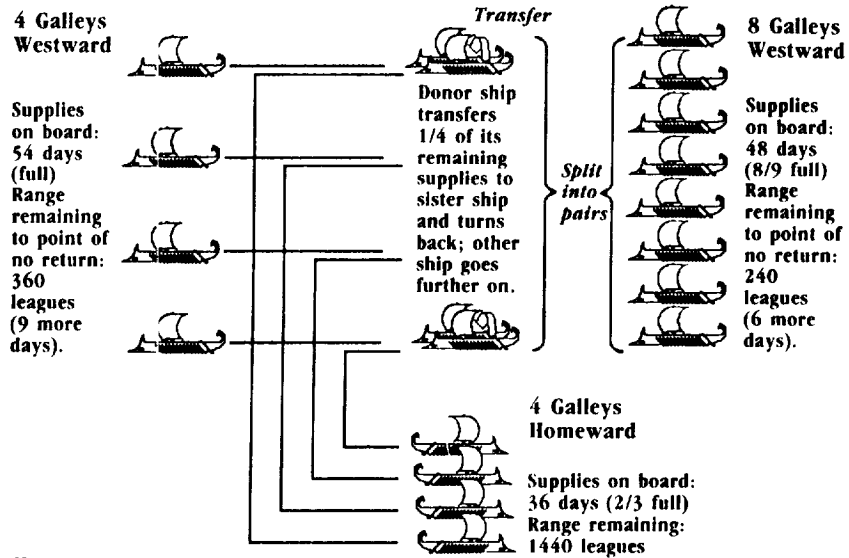 4 Galleys
Westward
Supplies
on board:
54 days
(full)
Range
remaining
to point of
no return:
360
leagues
(9 more
days).
Transfer
Donor ship
transfers
1/4 of its
remaining
supplies to
sister ship
and turns
back; other
ship goes
further on.
Split
into
pairs
8 Galleys
Westward
Supplies
on board:
48 days
(8/9 full)
Range
remaining
to point of
no return:
240
leagues
(6 more
days).
4 Galleys
Homeward
Supplies on board:
36 days (2/3 full)
Range remaining:
1440 leagues